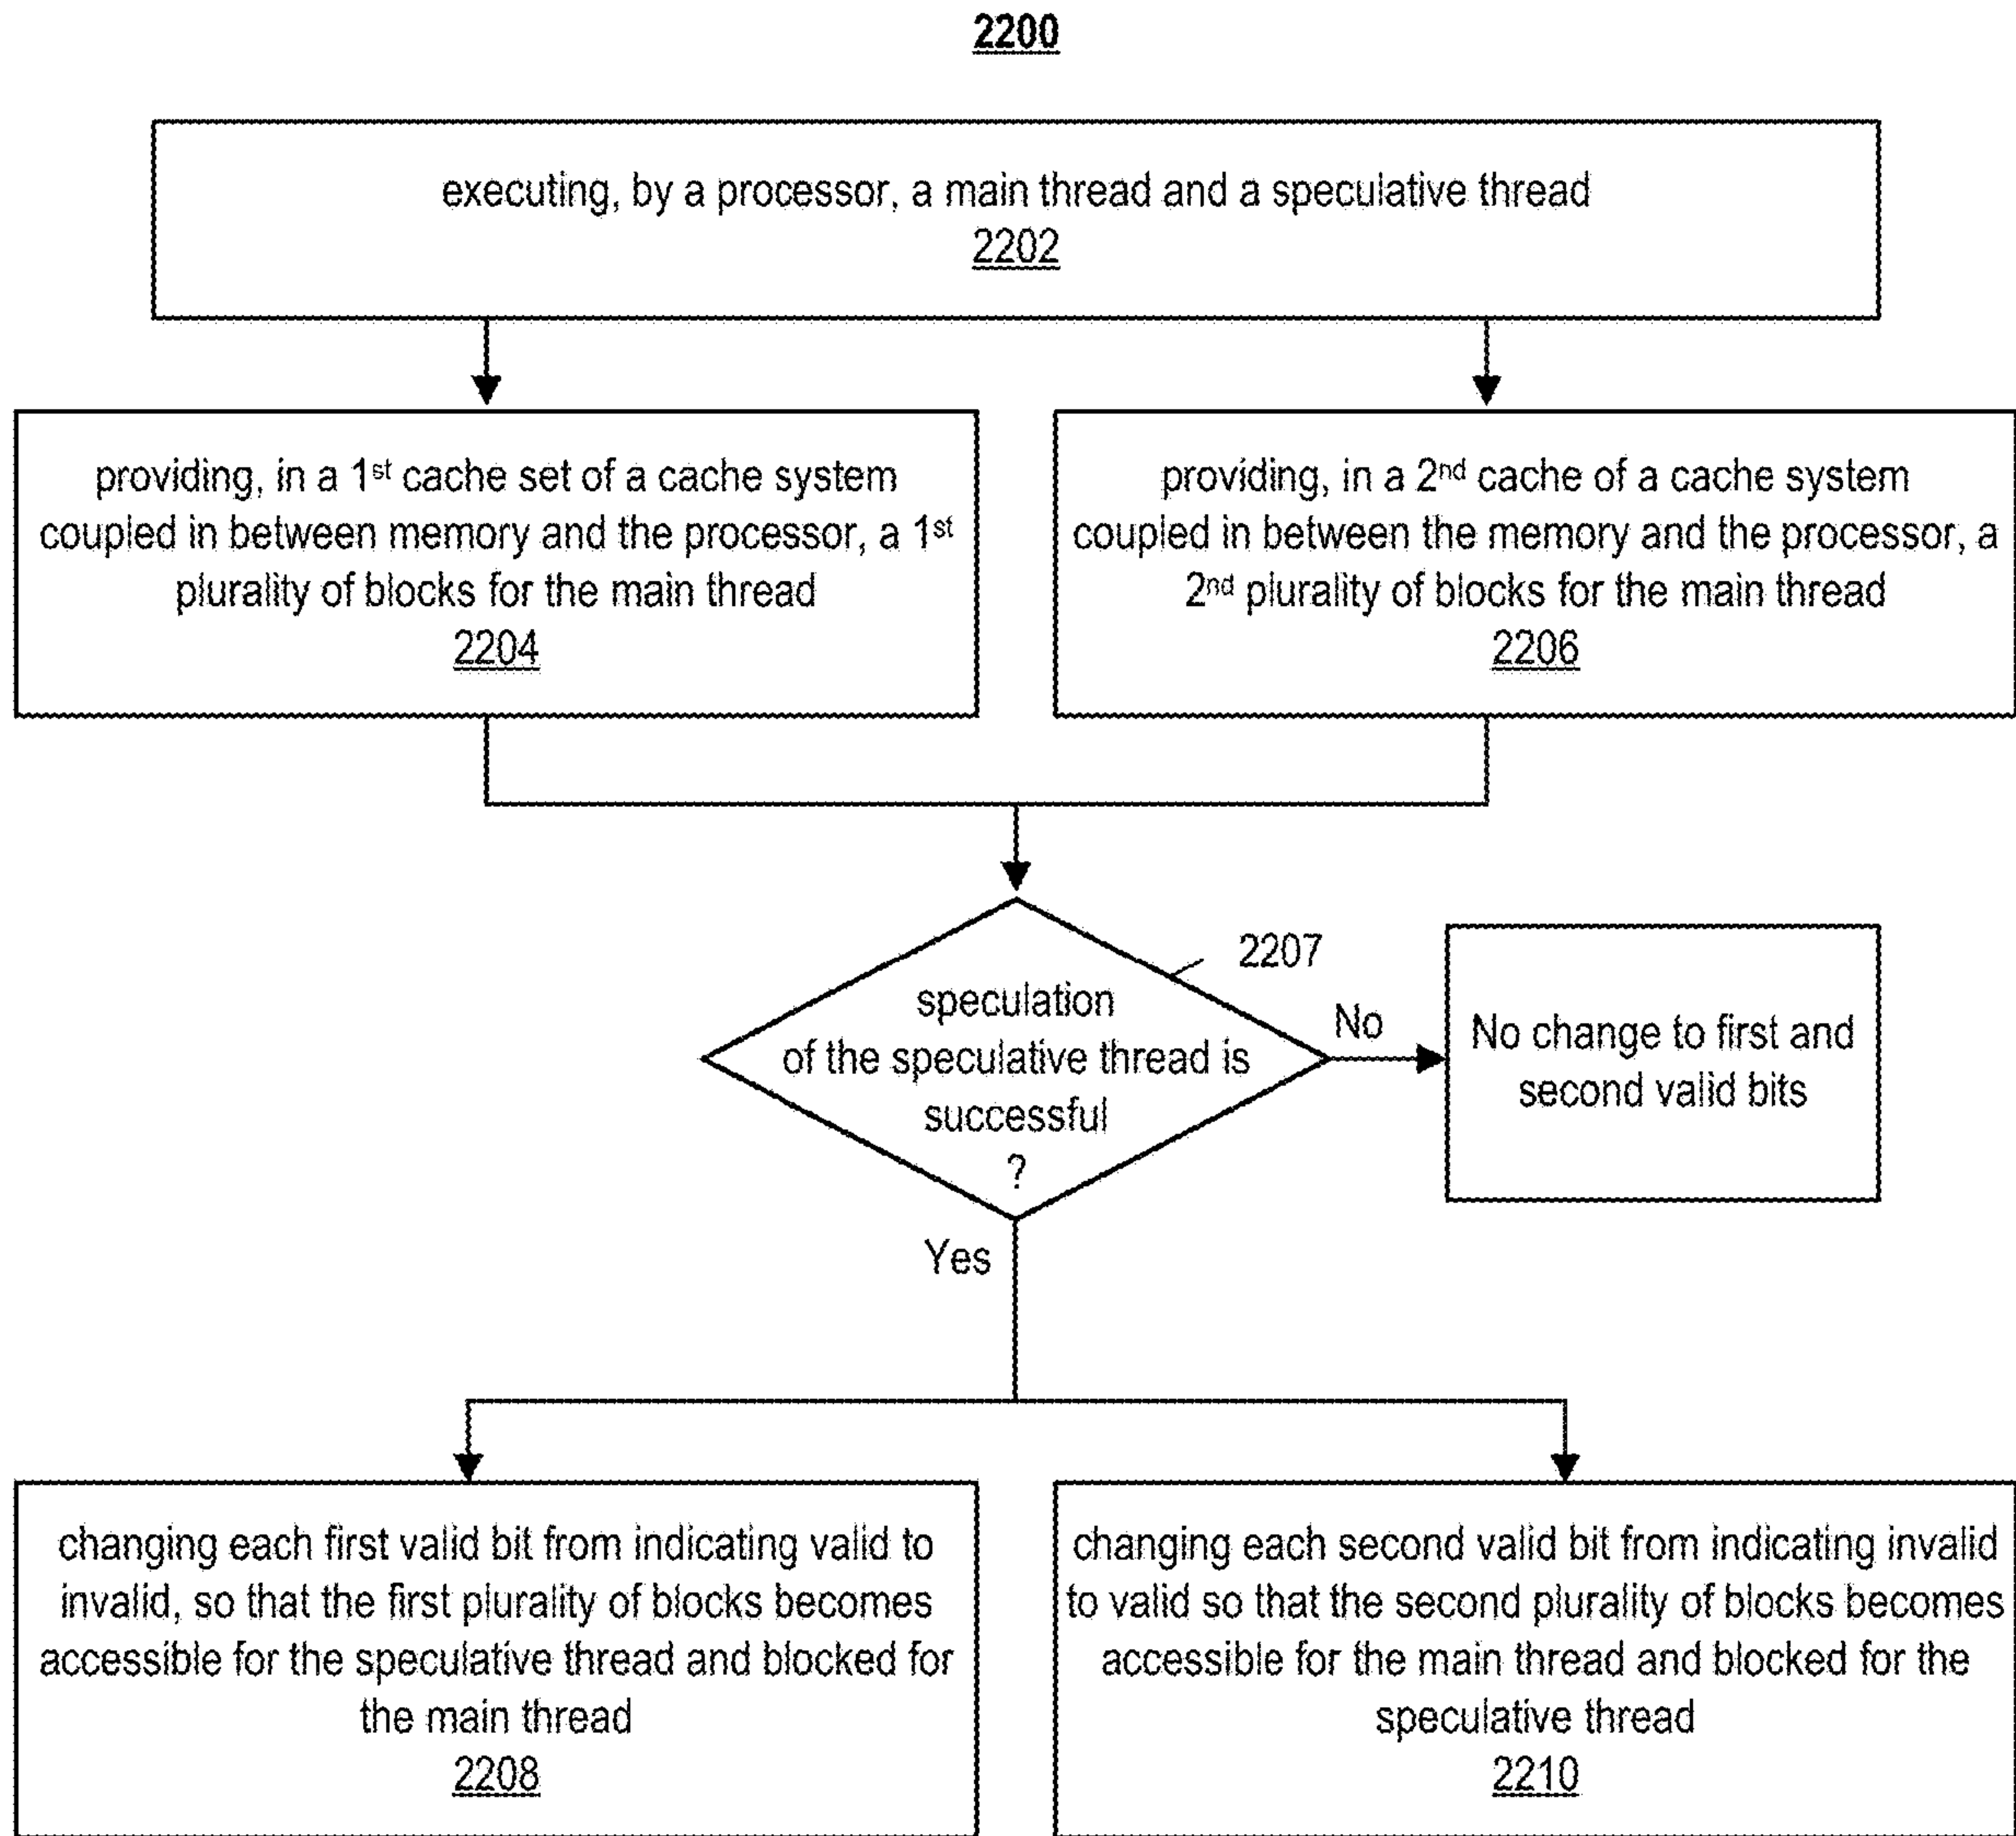 2200
executing, by a processor, a main thread and a speculative thread
2202
providing, in a 1st cache set of a cache system
coupled in between memory and the processor, a 1st
plurality of blocks for the main thread
2204
providing, in a 2nd cache of a cache system
coupled in between the memory and the processor, a
2nd plurality of blocks for the main thread
2206
2207
speculation
of the speculative thread is
successful
?
No
No change to first and
second valid bits
Yes
changing each first valid bit from indicating valid to
invalid, so that the first plurality of blocks becomes
accessible for the speculative thread and blocked for
the main thread
2208
changing each second valid bit from indicating invalid
to valid so that the second plurality of blocks becomes
accessible for the main thread and blocked for the
speculative thread
2210